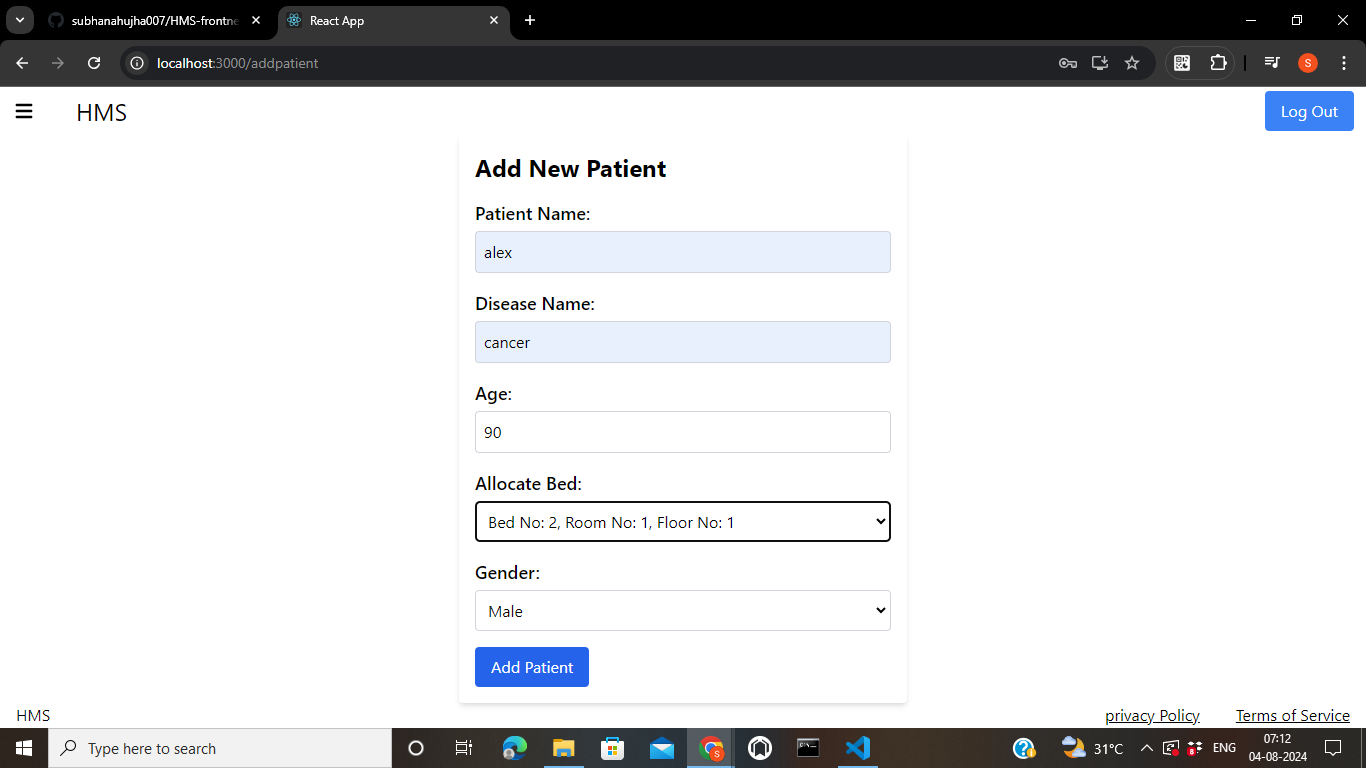 subhanahujha007/HMS-frontne
React App
localhost:3000/addpatient
S
HMS
Log Out
Add New Patient
Patient Name:
alex
Disease Name:
cancer
Age:
90
Allocate Bed:
Bed No: 2, Room No: 1, Floor No: 1
Gender:
Male
Add Patient
HMS
privacy Policy
Terms of Service
Type here to search
31°C
ENG
07:12
04-08-2024